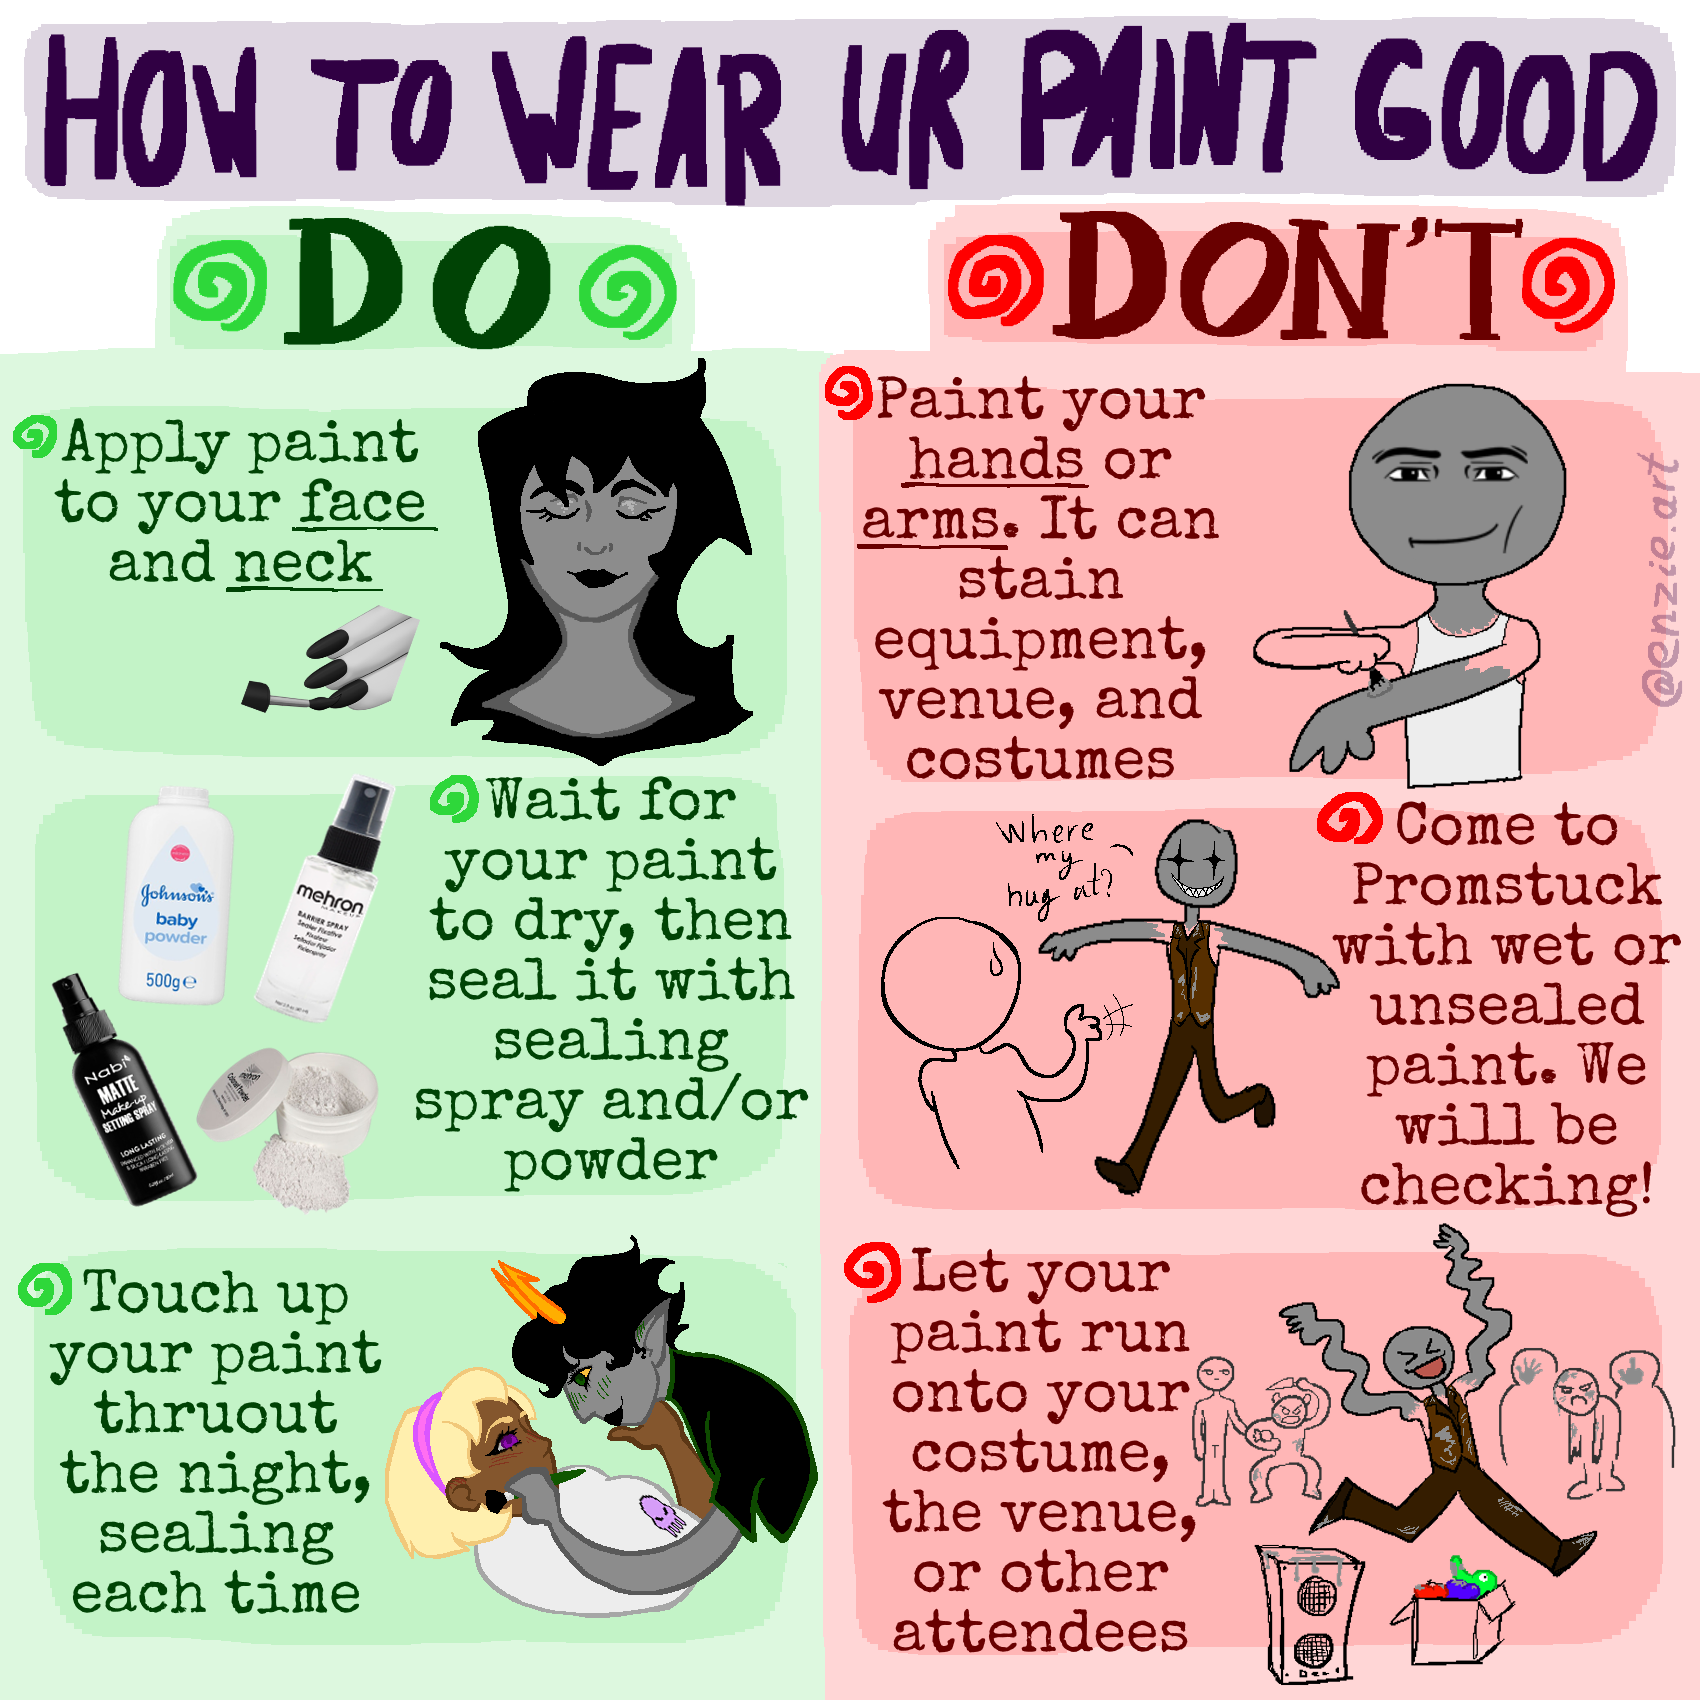 HOW TO WEAR UR PAINT GOOD
DO
Apply paint
to your face
and neck
Wait for
your paint
to dry, then
seal it with
sealing
spray and/or
powder
Johnson's
baby
powder
500g e
mehron
MAKEUP
BARRIER SPRAY
Nabi
MATTE
Make-up
SETTING SPRAY
LONG LASTING
mehron
Touch up
your paint
thruout
the night,
sealing
each time
DON'T
Paint your
hands or
arms. It can
stain
equipment,
venue, and
costumes
@enzie.art
Where
my
hug at?
Come to
Promstuck
with wet or
unsealed
paint. We
will be
checking!
Let your
paint run
onto your
costume,
the venue,
or other
attendees